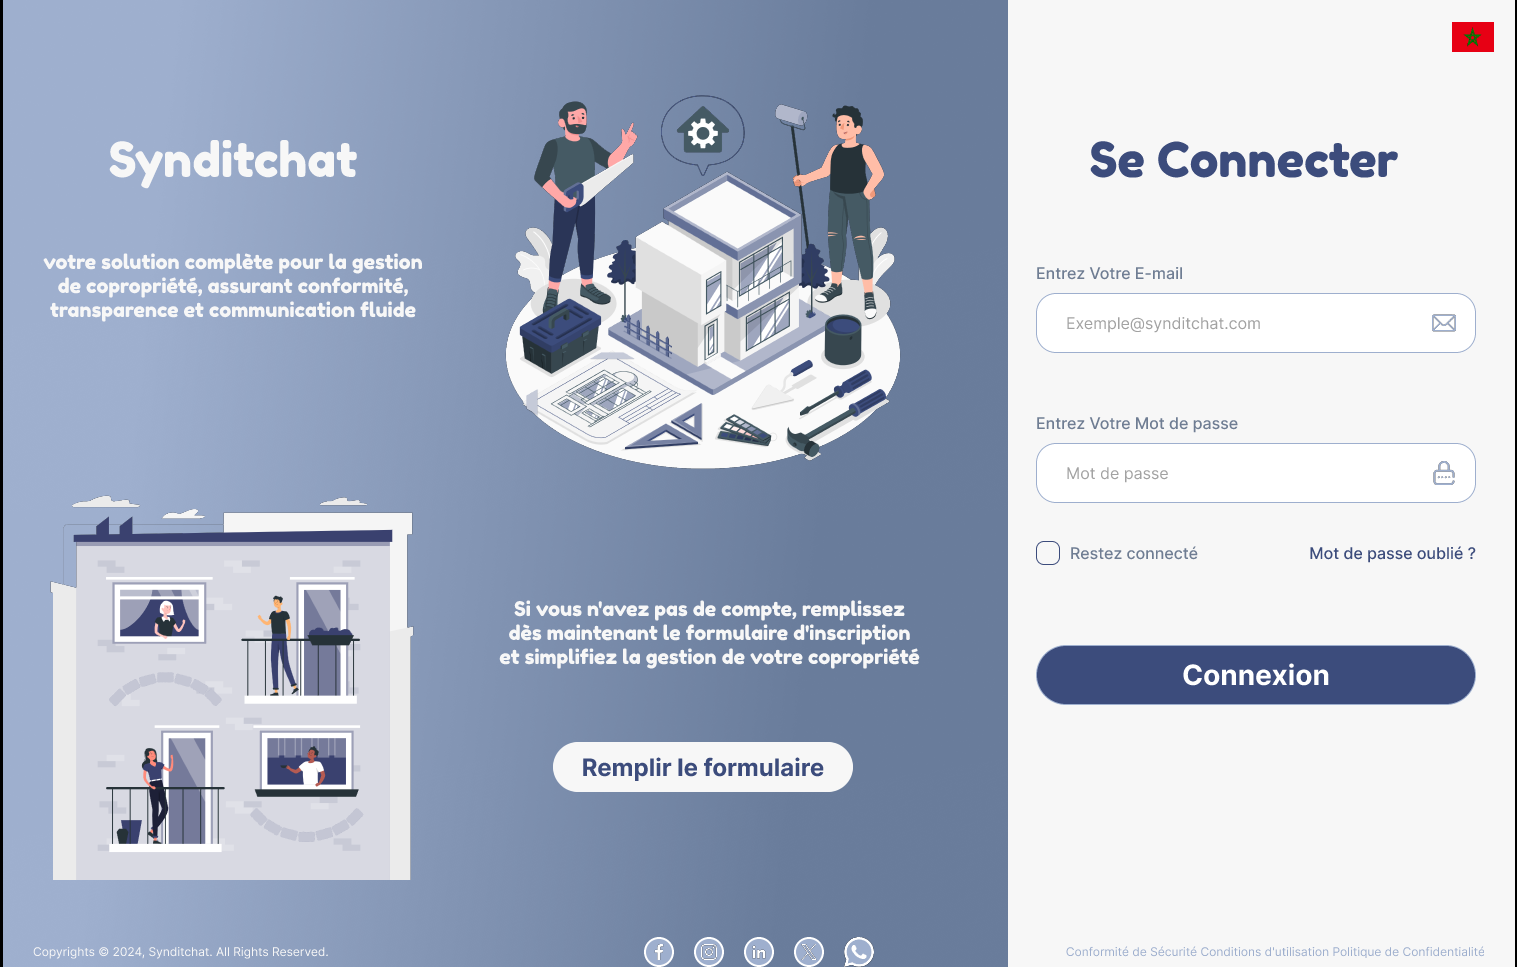 Synditchat
votre solution complète pour la gestion
de copropriété, assurant conformité,
transparence et communication fluide
Si vous n'avez pas de compte, remplissez
dès maintenant le formulaire d'inscription
et simplifiez la gestion de votre copropriété
Remplir le formulaire
Se Connecter
Entrez Votre E-mail
Exemple@synditchat.com
Entrez Votre Mot de passe
Mot de passe
Restez connecté
Mot de passe oublié ?
Connexion
Copyrights © 2024, Synditchat. All Rights Reserved.
Conformité de Sécurité Conditions d'utilisation Politique de Confidentialité